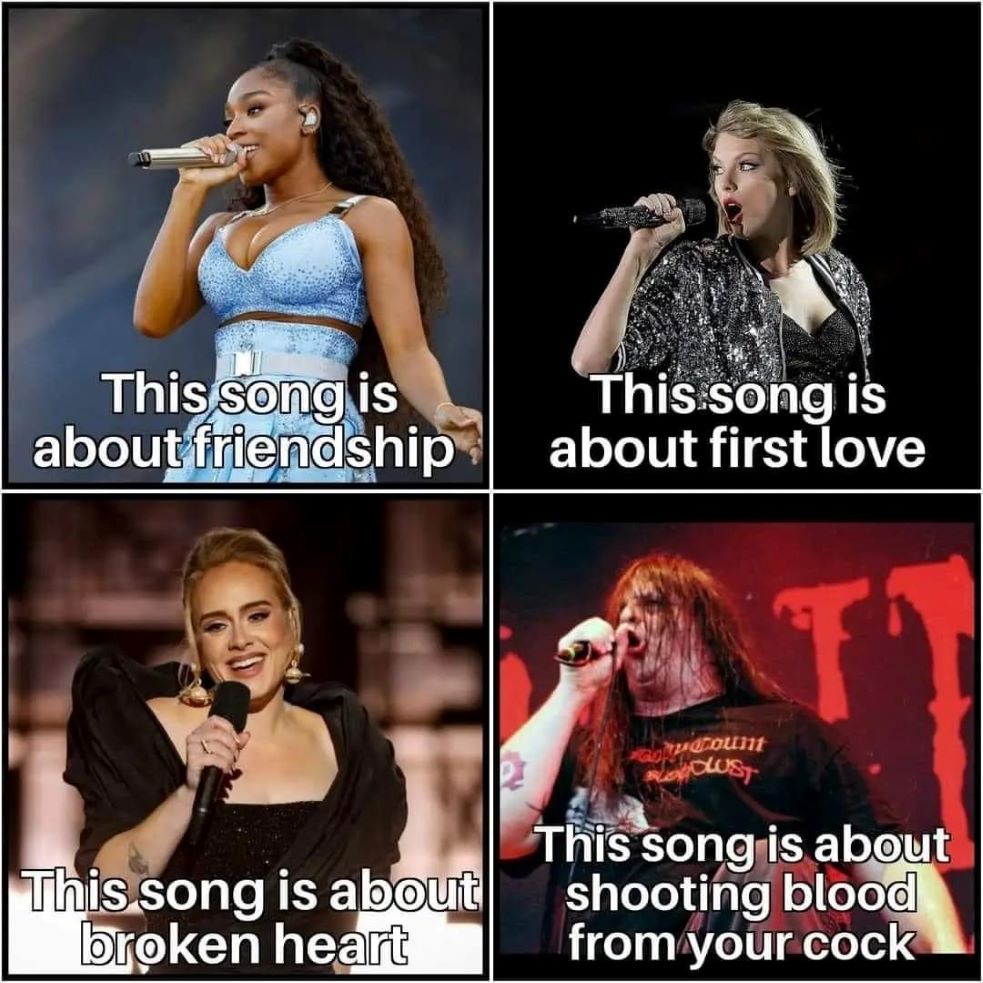 This song is
about friendship
This song is
about first love
This song is about
broken heart
This song is about
shooting blood
from your cock